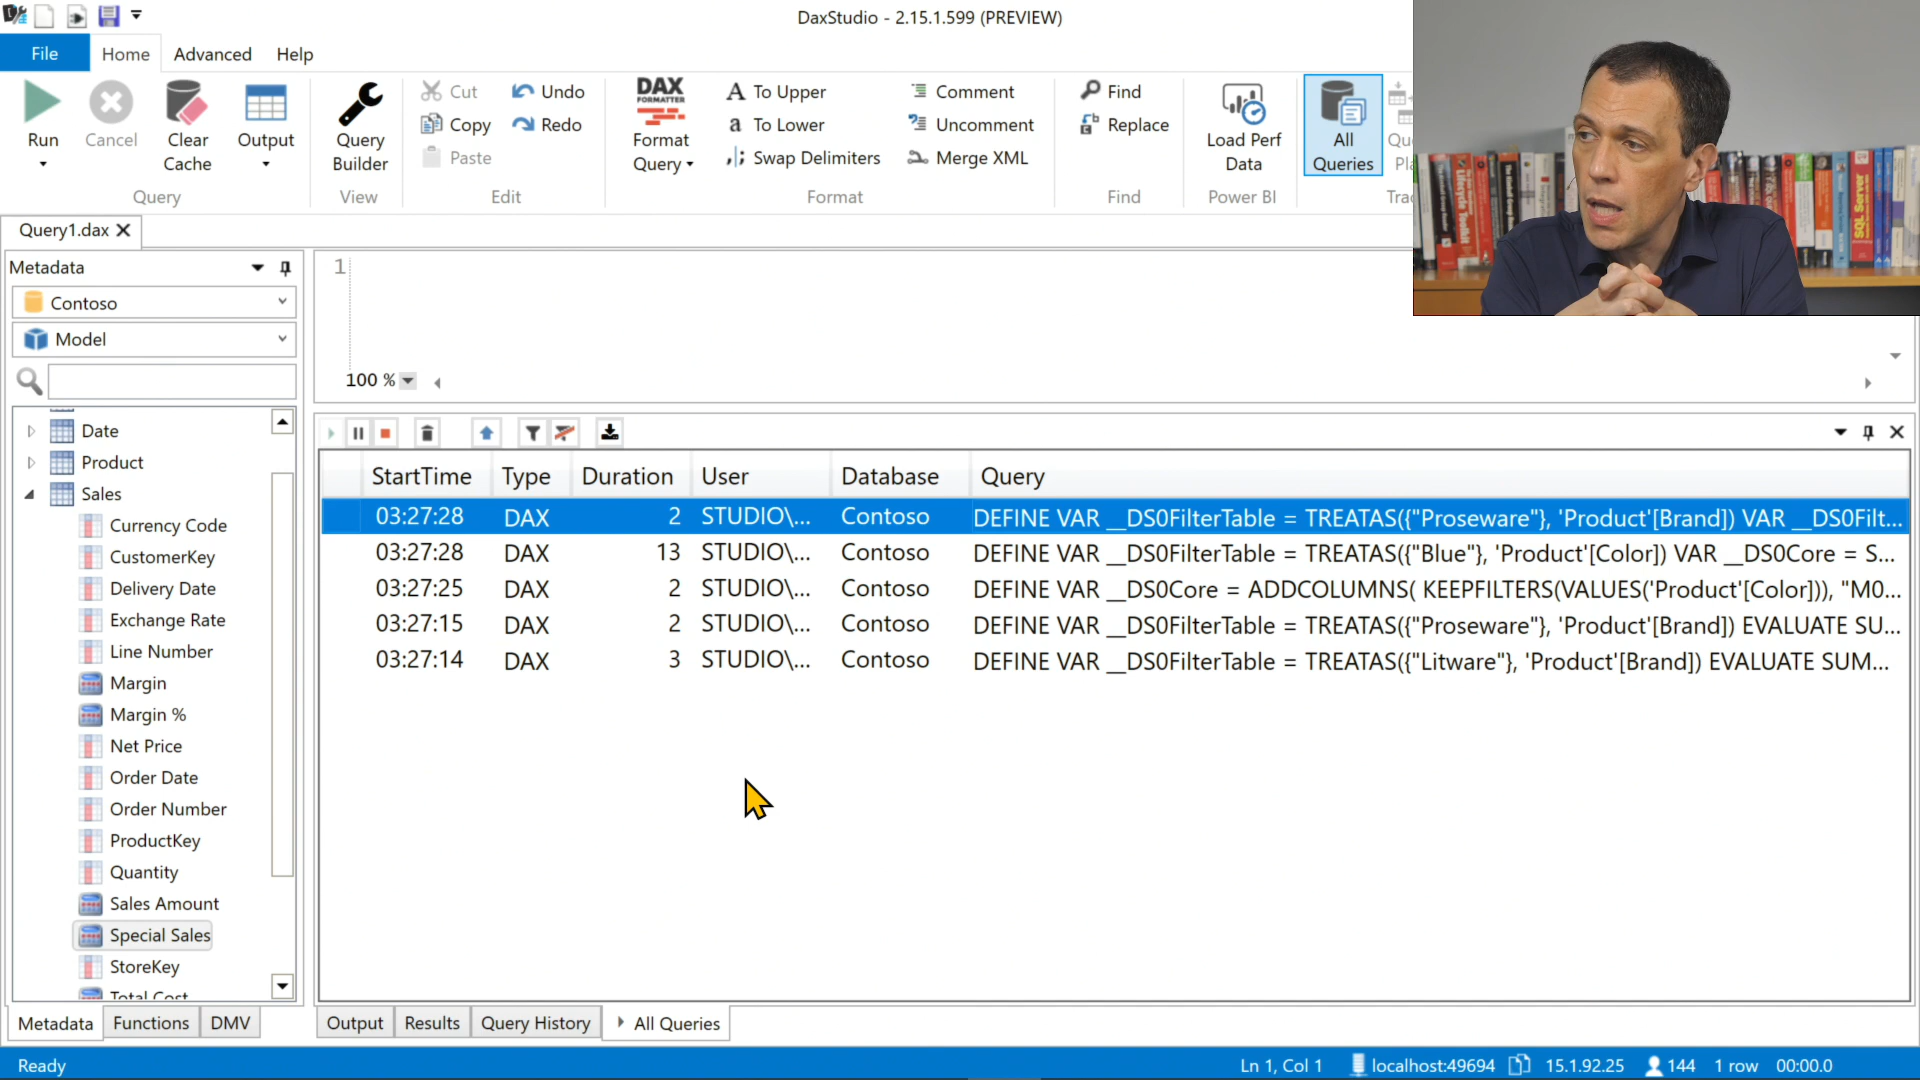 DaxStudio - 2.15.1.599 (PREVIEW)
File Home Advanced Help
Run
Cancel
Clear Cache
Output
Query
Query Builder
View
Cut
Copy
Paste
Undo
Redo
Edit
DAX FORMATTER
Format Query
To Upper
To Lower
Swap Delimiters
Comment
Uncomment
Merge XML
Format
Find
Replace
Find
Load Perf Data
Power BI
All Queries
Query1.dax
Metadata
Contoso
Model
Date
Product
Sales
Currency Code
CustomerKey
Delivery Date
Exchange Rate
Line Number
Margin
Margin %
Net Price
Order Date
Order Number
ProductKey
Quantity
Sales Amount
Special Sales
StoreKey
Total Cost
Metadata Functions DMV
1
100 %
StartTime Type Duration User Database Query
03:27:28 DAX 2 STUDIO\... Contoso DEFINE VAR __DS0FilterTable = TREATAS({"Proseware"}, 'Product'[Brand]) VAR __DS0Filt...
03:27:28 DAX 13 STUDIO\... Contoso DEFINE VAR __DS0FilterTable = TREATAS({"Blue"}, 'Product'[Color]) VAR __DS0Core = S...
03:27:25 DAX 2 STUDIO\... Contoso DEFINE VAR __DS0Core = ADDCOLUMNS( KEEPFILTERS(VALUES('Product'[Color])), "M0...
03:27:15 DAX 2 STUDIO\... Contoso DEFINE VAR __DS0FilterTable = TREATAS({"Proseware"}, 'Product'[Brand]) EVALUATE SU...
03:27:14 DAX 3 STUDIO\... Contoso DEFINE VAR __DS0FilterTable = TREATAS({"Litware"}, 'Product'[Brand]) EVALUATE SUM...
Output Results Query History All Queries
Ready
Ln 1, Col 1 localhost:49694 15.1.92.25 144 1 row 00:00.0
SQL Server